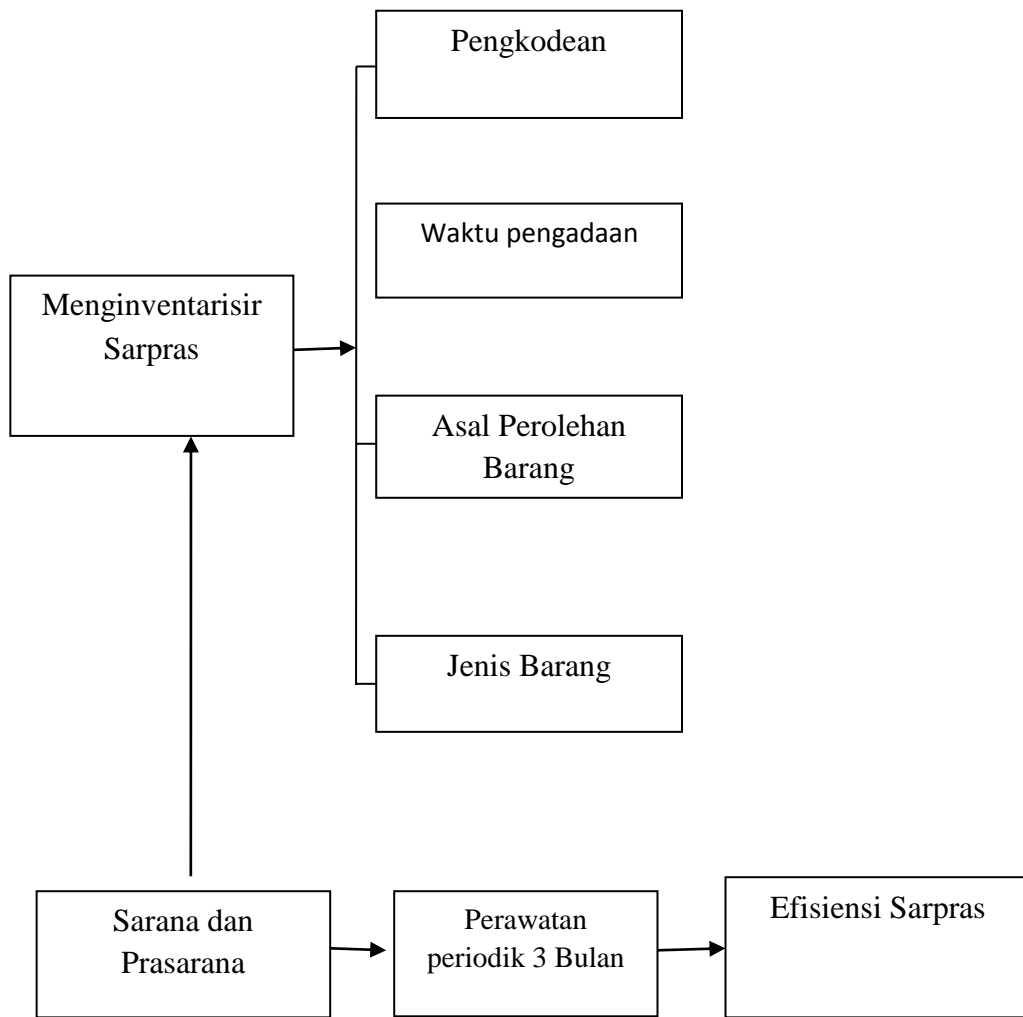 Pengkodean
Waktu pengadaan
Menginventarisir
Sarpras
Asal Perolehan
Barang
Jenis Barang
Sarana dan
Prasarana
Perawatan
periodik 3 Bulan
Efisiensi Sarpras